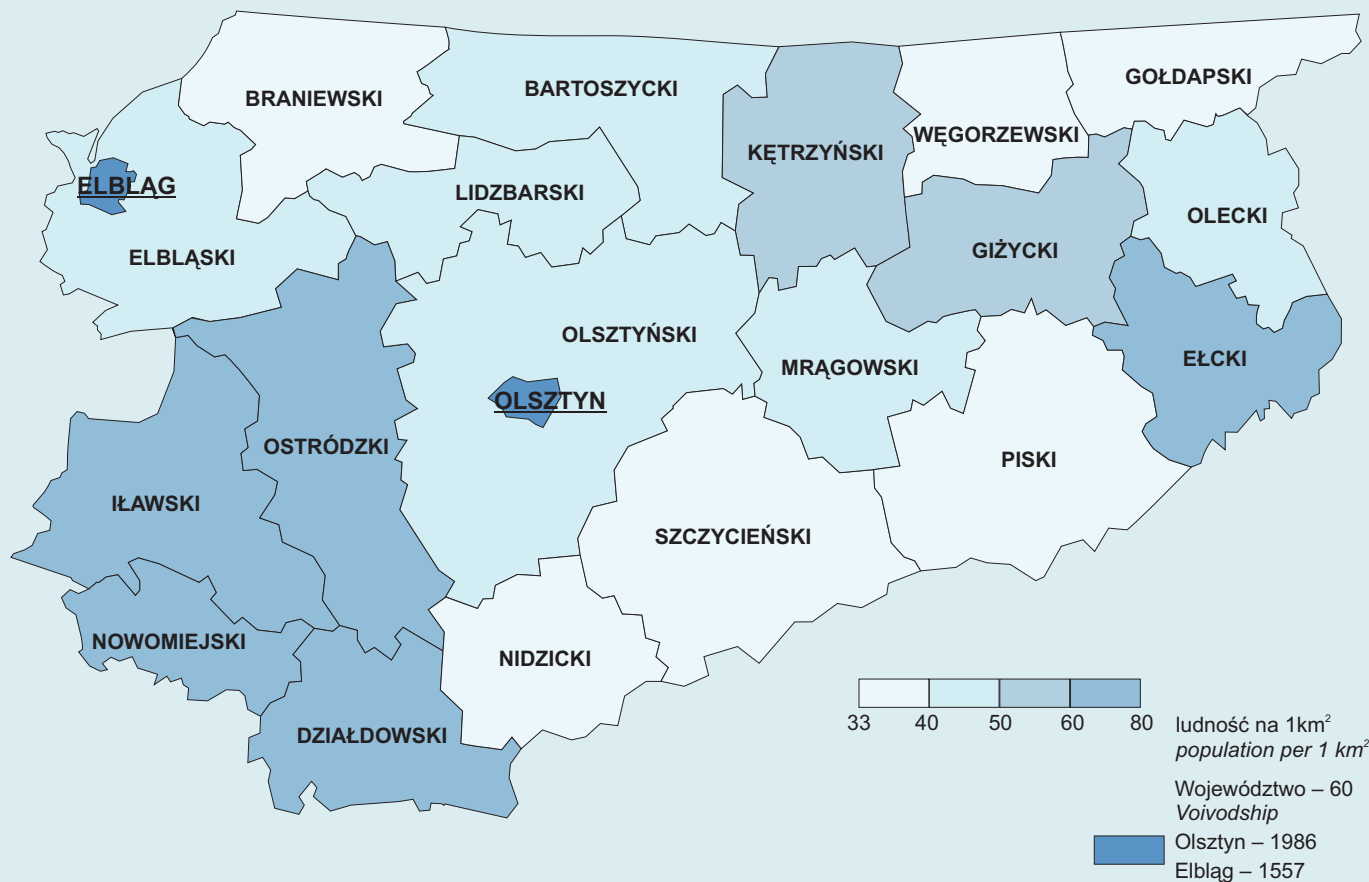 GOŁDAPSKI
BRANIEWSKI
BARTOSZYCKI
WĘGORZEWSKI
KĘTRZYŃSKI
ELBLĄG
LIDZBARSKI
OLECKI
ELBLĄSKI
GIŻYCKI
OLSZTYŃSKI
EŁCKI
MRĄGOWSKI
OLSZTYN
OSTRÓDZKI
PISKI
IŁAWSKI
SZCZYCIEŃSKI
NOWOMIEJSKI
NIDZICKI
DZIAŁDOWSKI
33 40 50 60 80
ludność na 1km²
population per 1 km²
Województwo – 60
Voivodship
Olsztyn – 1986
Elbląg – 1557